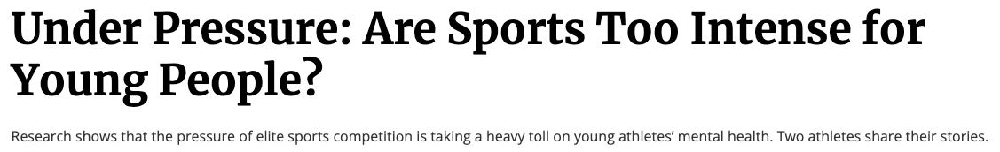 Under Pressure: Are Sports Too Intense for
Young People?
Research shows that the pressure of elite sports competition is taking a heavy toll on young athletes’ mental health. Two athletes share their stories.